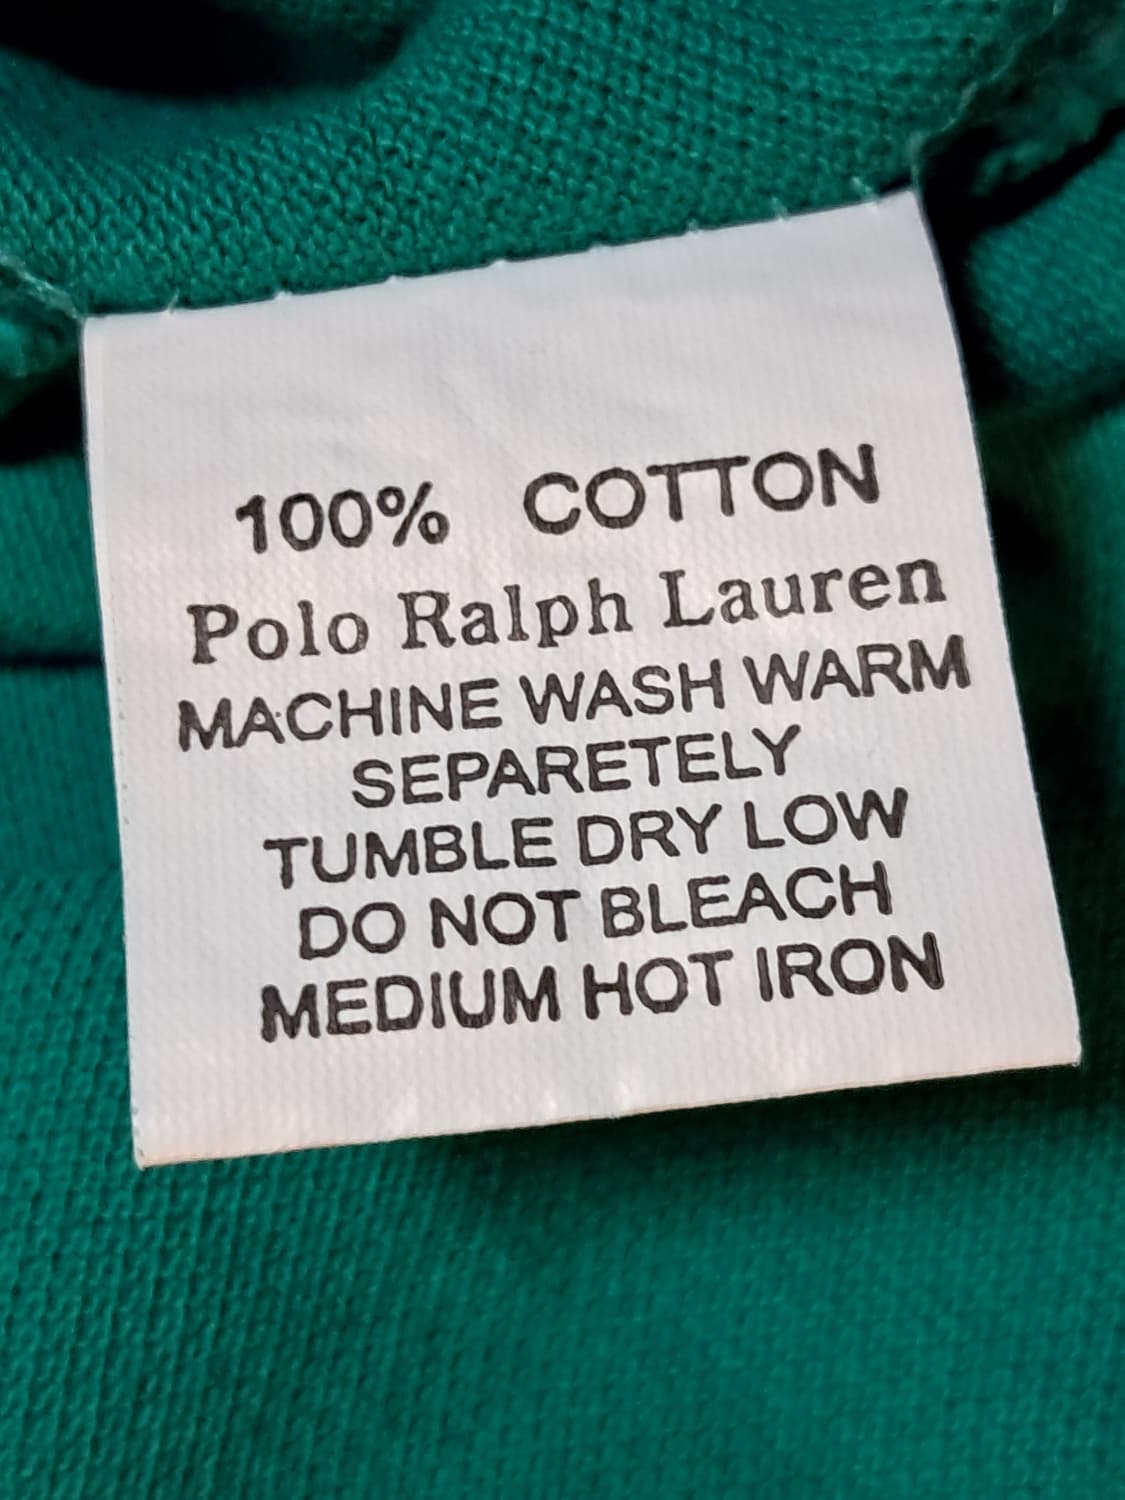 100% COTTON
Polo Ralph Lauren
MACHINE WASH WARM
SEPARETELY
TUMBLE DRY LOW
DO NOT BLEACH
MEDIUM HOT IRON